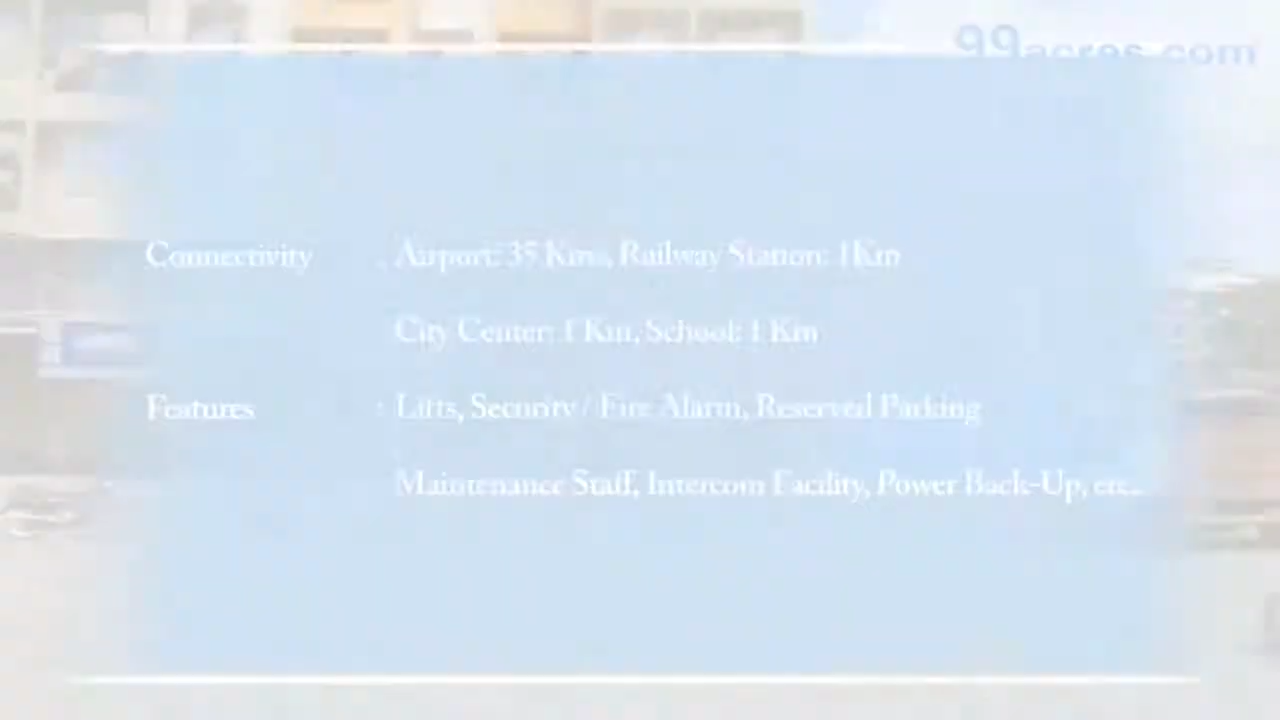 99acres.com
Connectivity : Airport: 35 Kms, Railway Station: 1Km
City Center: 1 Km, School: 1 Km
Features : Lifts, Security / Fire Alarm, Reserved Parking
Maintenance Staff, Intercom Facility, Power Back-Up, etc..